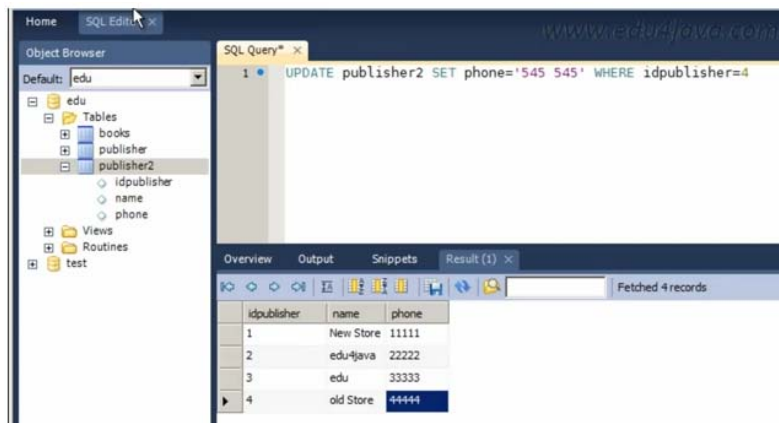 Home SQL Editor ×
www.edu4java.com
Object Browser
SQL Query* ×
Default: edu
1 UPDATE publisher2 SET phone='545 545' WHERE idpublisher=4
edu
Tables
books
publisher
publisher2
idpublisher
name
phone
Views
Routines
test
Overview Output Snippets Result (1) ×
Fetched 4 records
idpublisher name phone
1 New Store 11111
2 edu4java 22222
3 edu 33333
4 old Store 44444